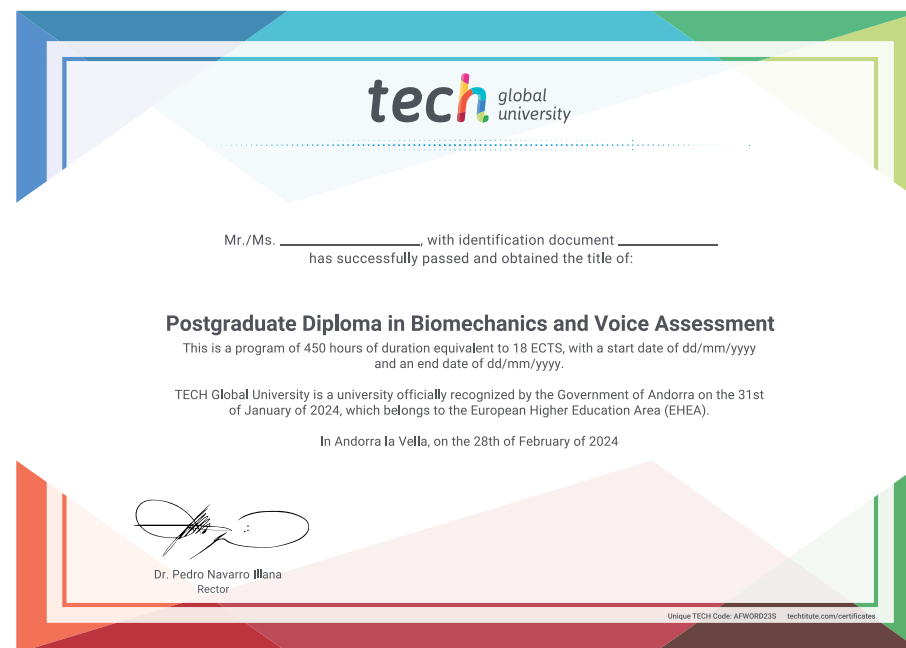 tech global university
Mr./Ms. ____________________, with identification document ______________
has successfully passed and obtained the title of:
Postgraduate Diploma in Biomechanics and Voice Assessment
This is a program of 450 hours of duration equivalent to 18 ECTS, with a start date of dd/mm/yyyy
and an end date of dd/mm/yyyy.
TECH Global University is a university officially recognized by the Government of Andorra on the 31st
of January of 2024, which belongs to the European Higher Education Area (EHEA).
In Andorra la Vella, on the 28th of February of 2024
Dr. Pedro Navarro Illana
Rector
Unique TECH Code: AFWORD23S techtitute.com/certificates